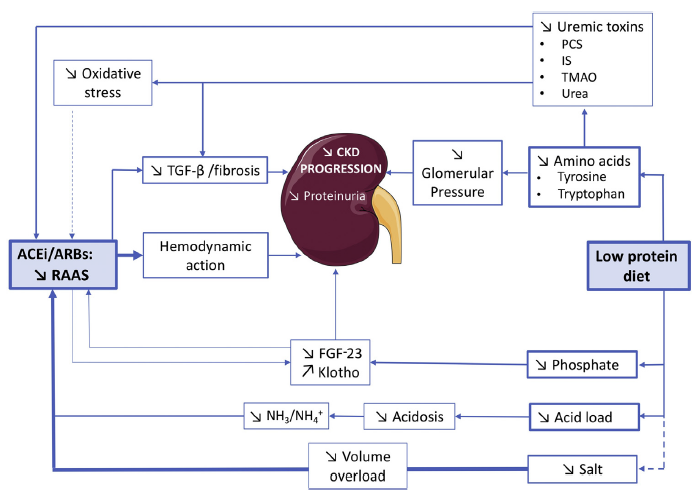 ↘ Uremic toxins
• PCS
• IS
• TMAO
• Urea
↘ Oxidative
stress
↘ CKD
PROGRESSION
↘ Proteinuria
↘ TGF-β /fibrosis
↘
Glomerular
Pressure
↘ Amino acids
• Tyrosine
• Tryptophan
ACEi/ARBs:
↘ RAAS
Hemodynamic
action
Low protein
diet
↘ FGF-23
↗ Klotho
↘ Phosphate
↘ NH₃/NH₄⁺
↘ Acidosis
↘ Acid load
↘ Volume
overload
↘ Salt